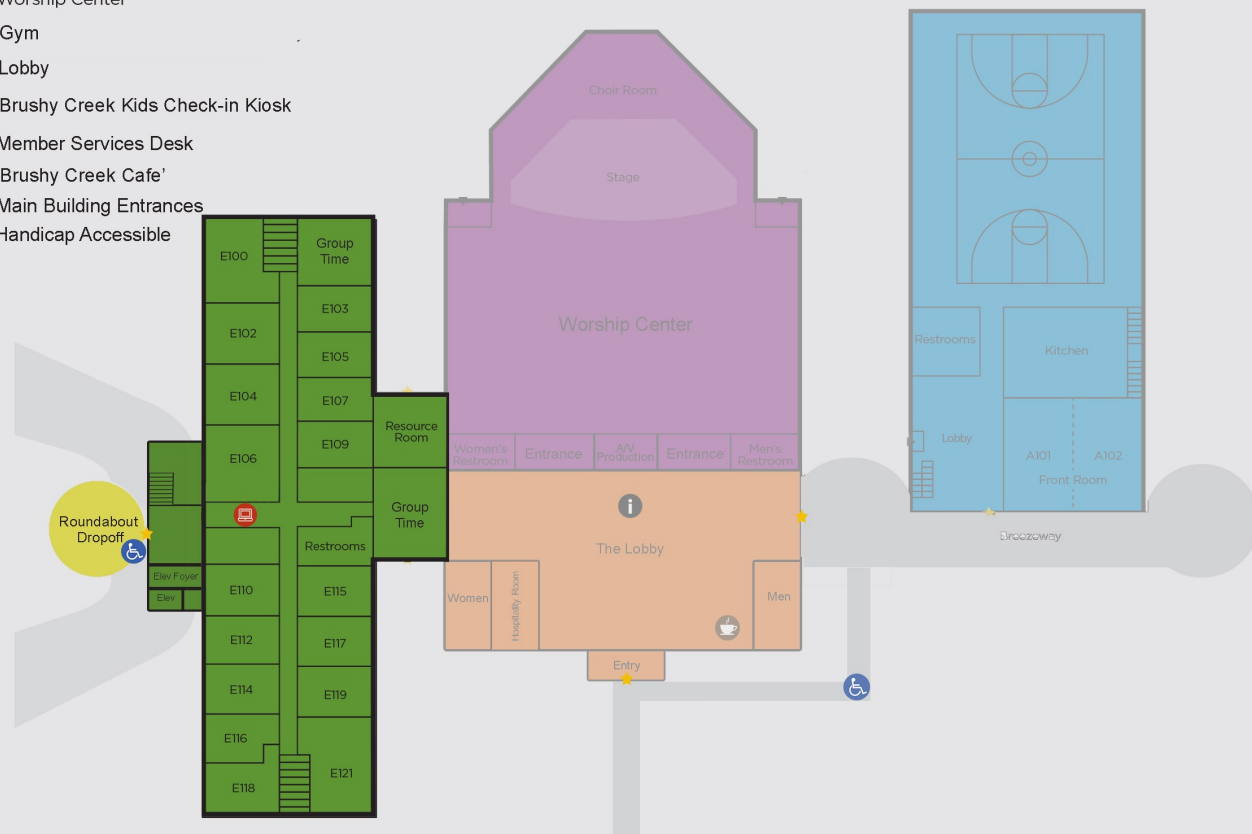 Worship Center
Gym
Lobby
Brushy Creek Kids Check-in Kiosk
Member Services Desk
Brushy Creek Cafe’
Main Building Entrances
Handicap Accessible
E100
Group
Time
E102
E103
E105
E104
E107
E106
E109
Resource
Room
Group
Time
Restrooms
Roundabout
Dropoff
Elev Foyer
Elev
E110
E115
E112
E117
E114
E119
E116
E118
E121
Choir Room
Stage
Worship Center
Women's
Restroom
Entrance
A/V
Production
Entrance
Men's
Restroom
i
The Lobby
Women
Hospitality Room
Men
Entry
Restrooms
Kitchen
Lobby
A101
A102
Front Room
Breezeway